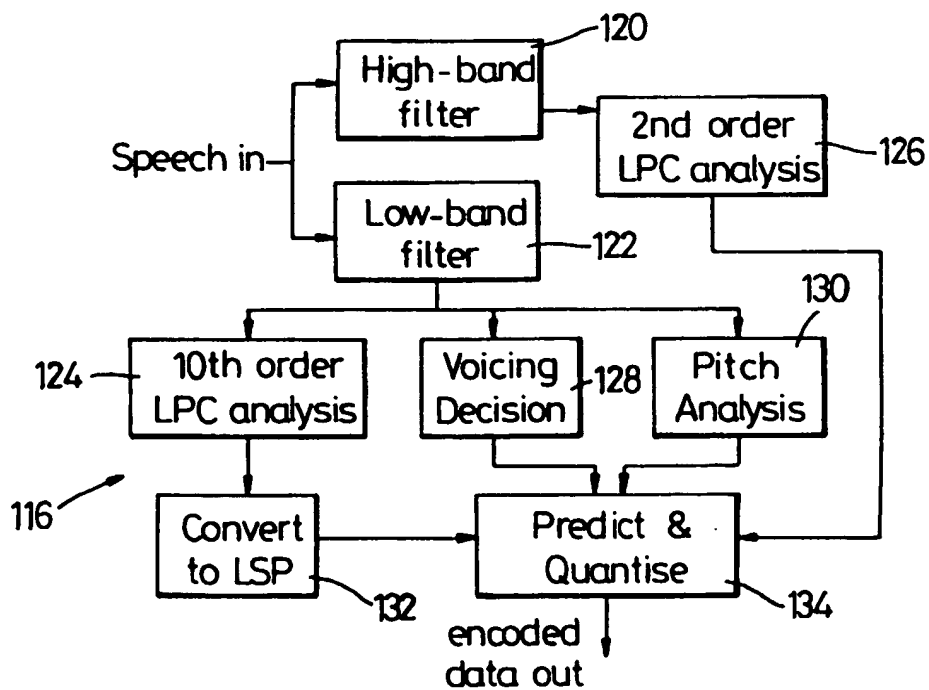 120
High-band
filter
2nd order
LPC analysis
126
Speech in
Low-band
filter
122
130
124
10th order
LPC analysis
Voicing
Decision
128
Pitch
Analysis
116
Convert
to LSP
132
Predict &
Quantise
134
encoded
data out